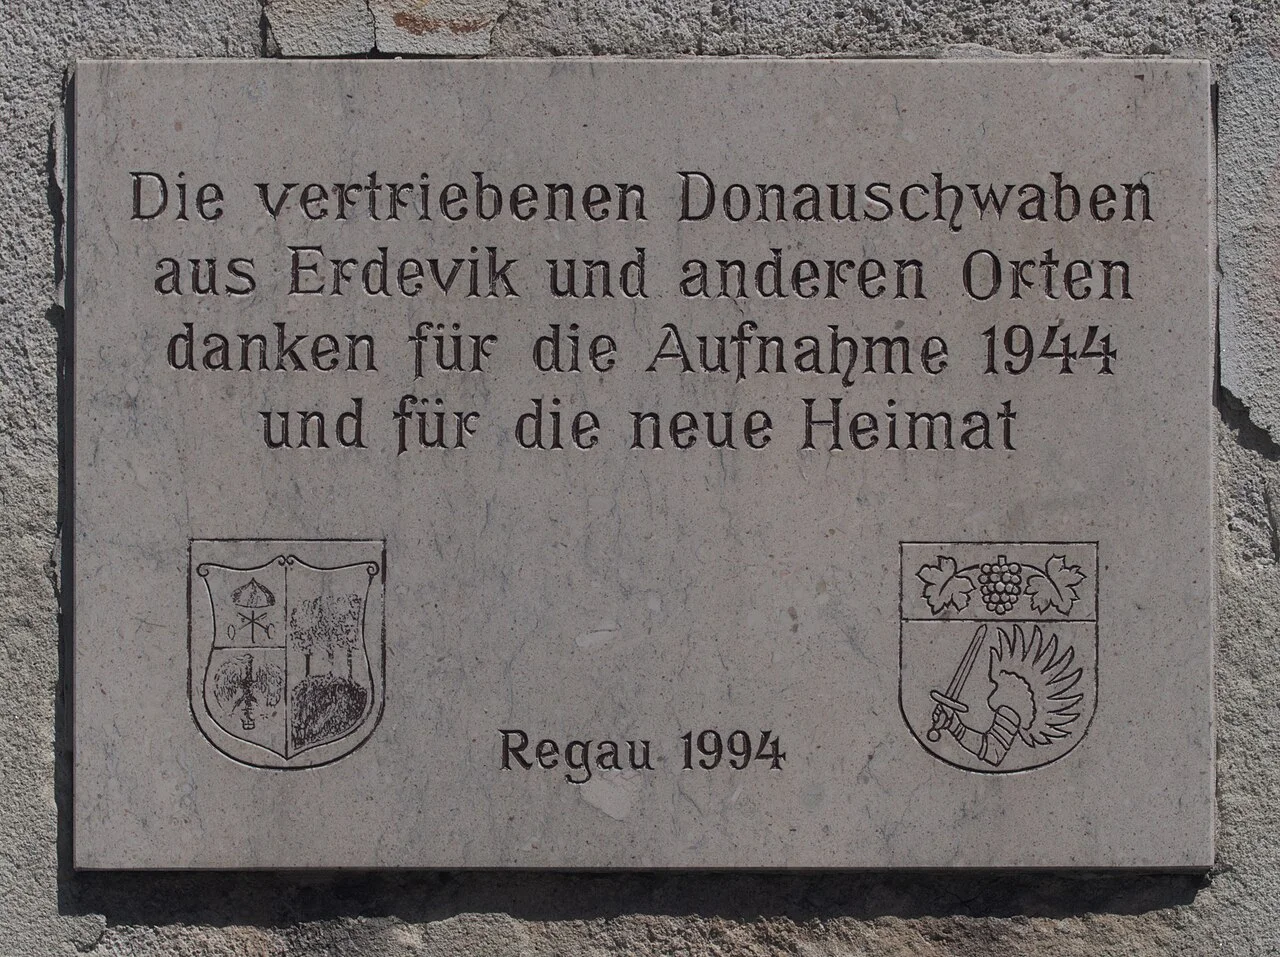 Die vertriebenen Donauschwaben
aus Erdevik und anderen Orten
danken für die Aufnahme 1944
und für die neue Heimat
Regau 1994